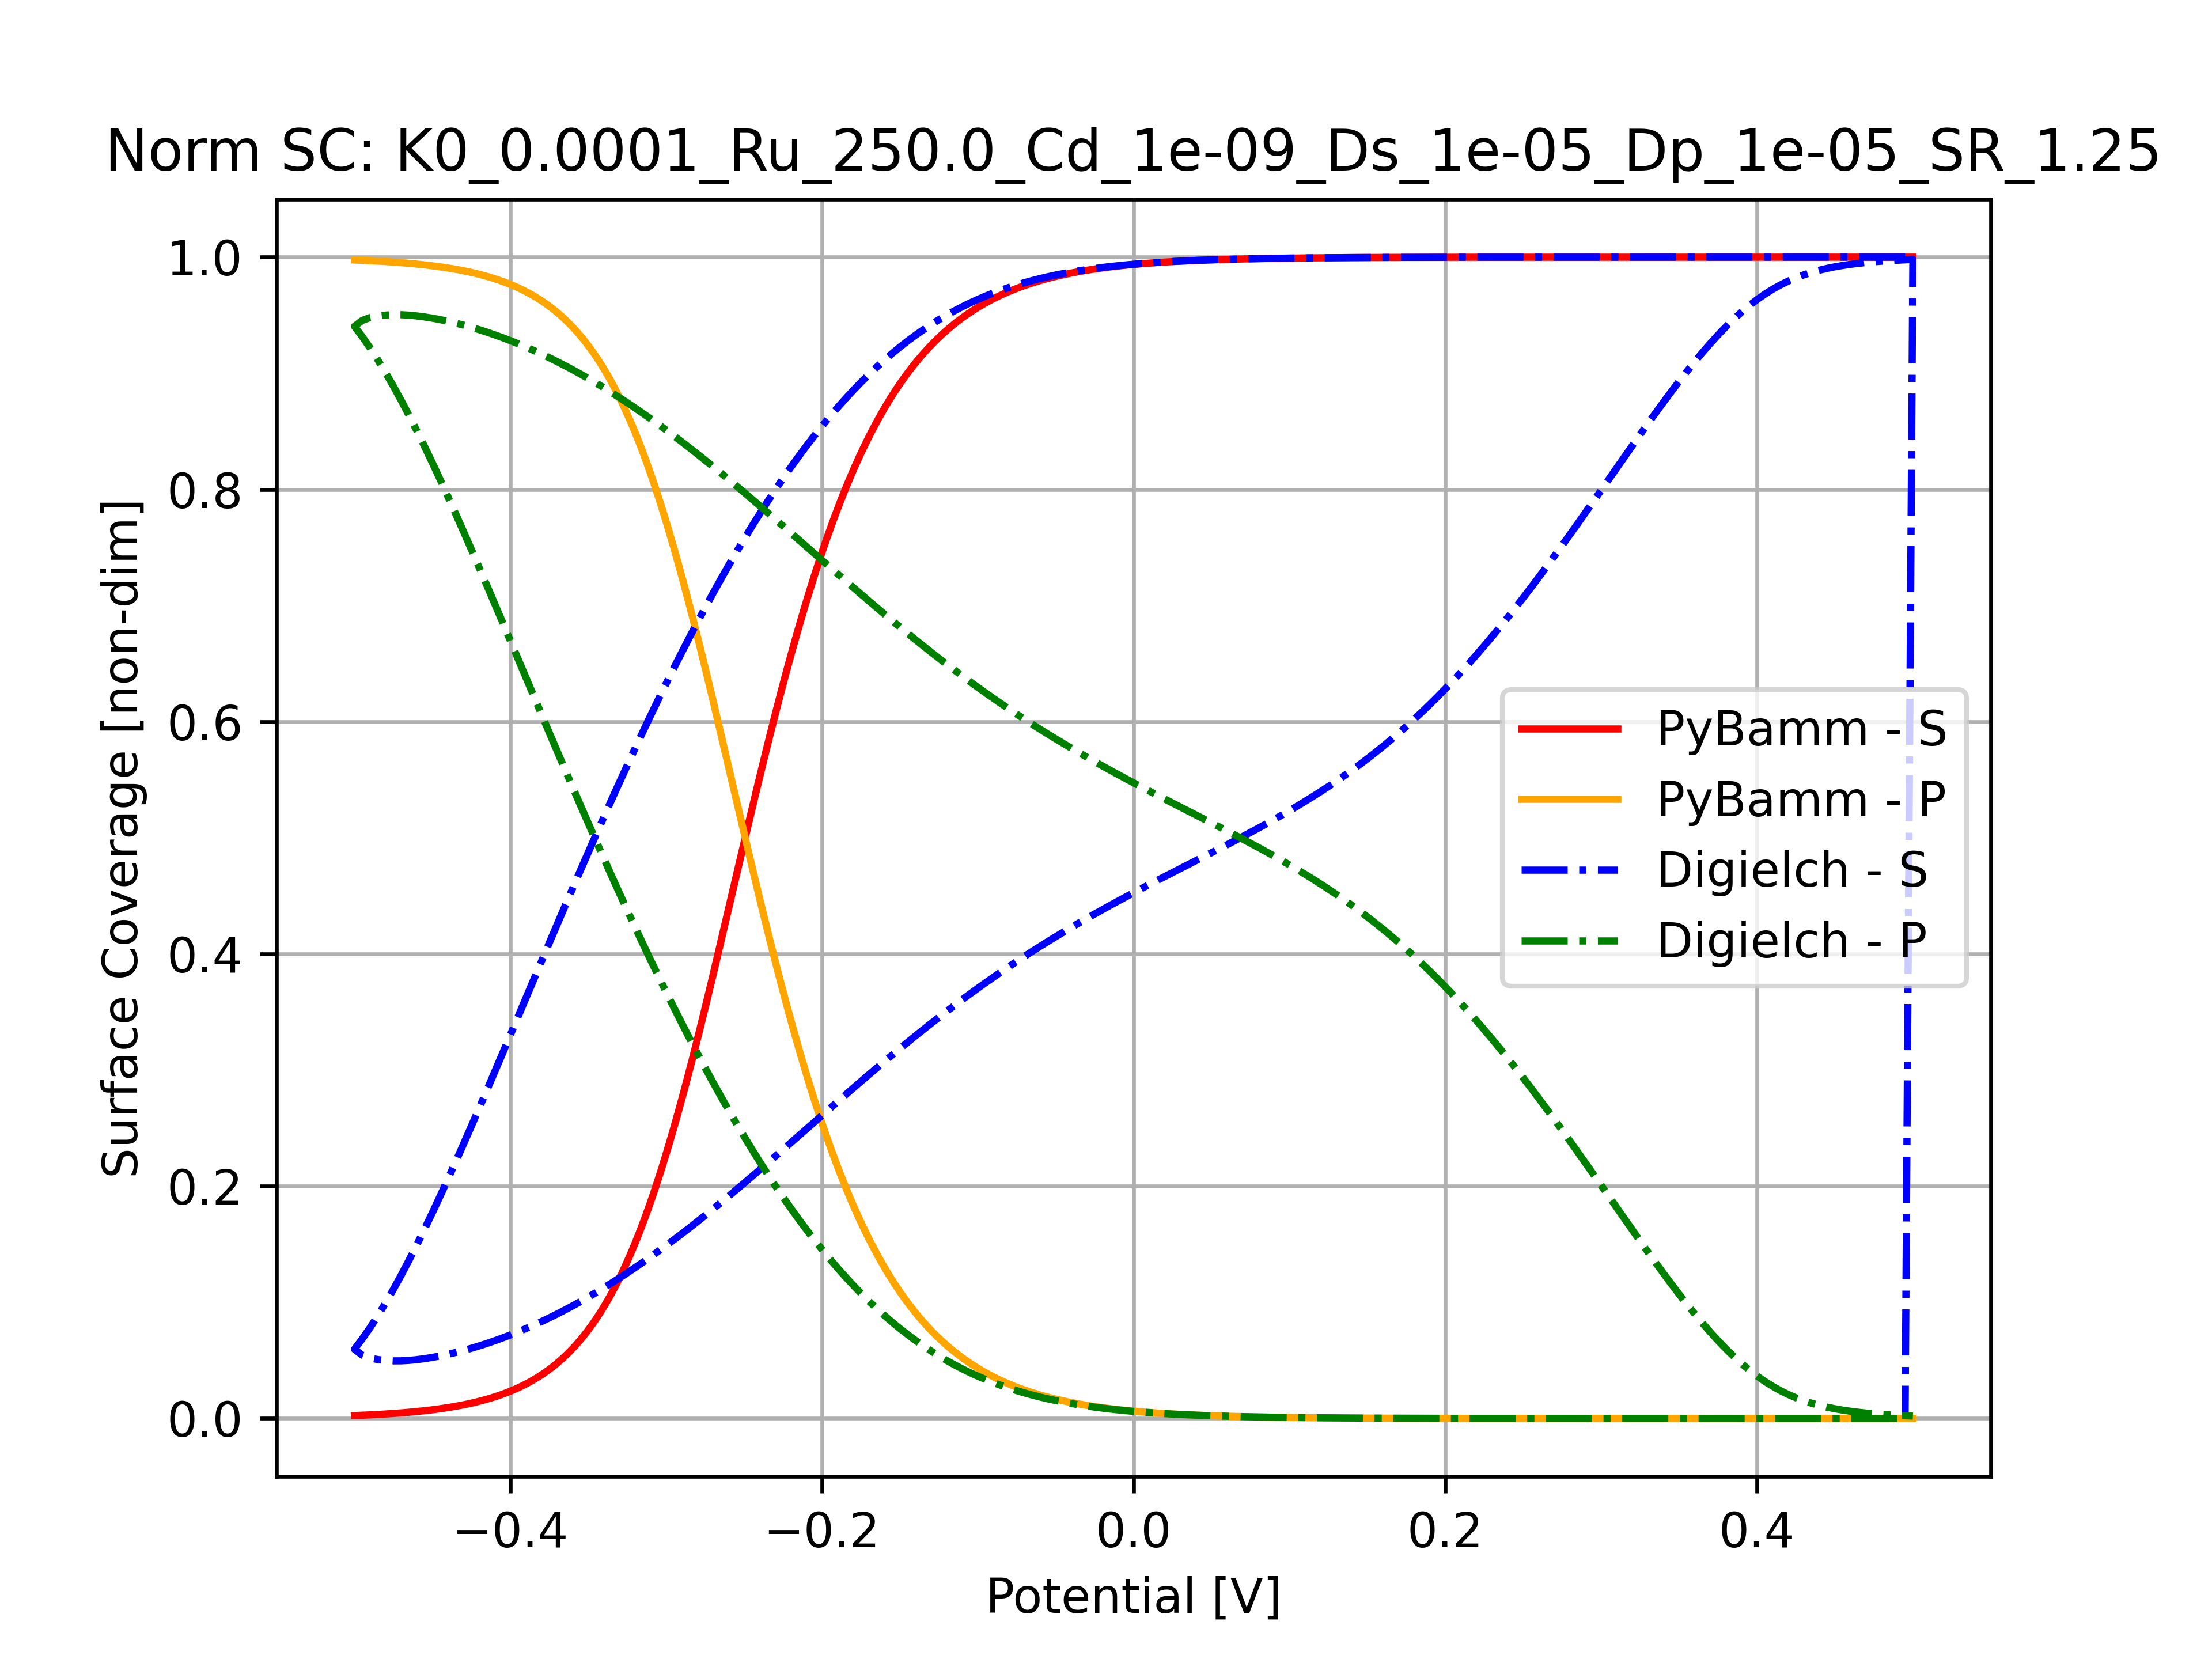 Norm SC: K0_0.0001_Ru_250.0_Cd_1e-09_Ds_1e-05_Dp_1e-05_SR_1.25
Surface Coverage [non-dim]
1.0
0.8
0.6
0.4
0.2
0.0
PyBamm - S
PyBamm - P
Digielch - S
Digielch - P
−0.4 −0.2 0.0 0.2 0.4
Potential [V]